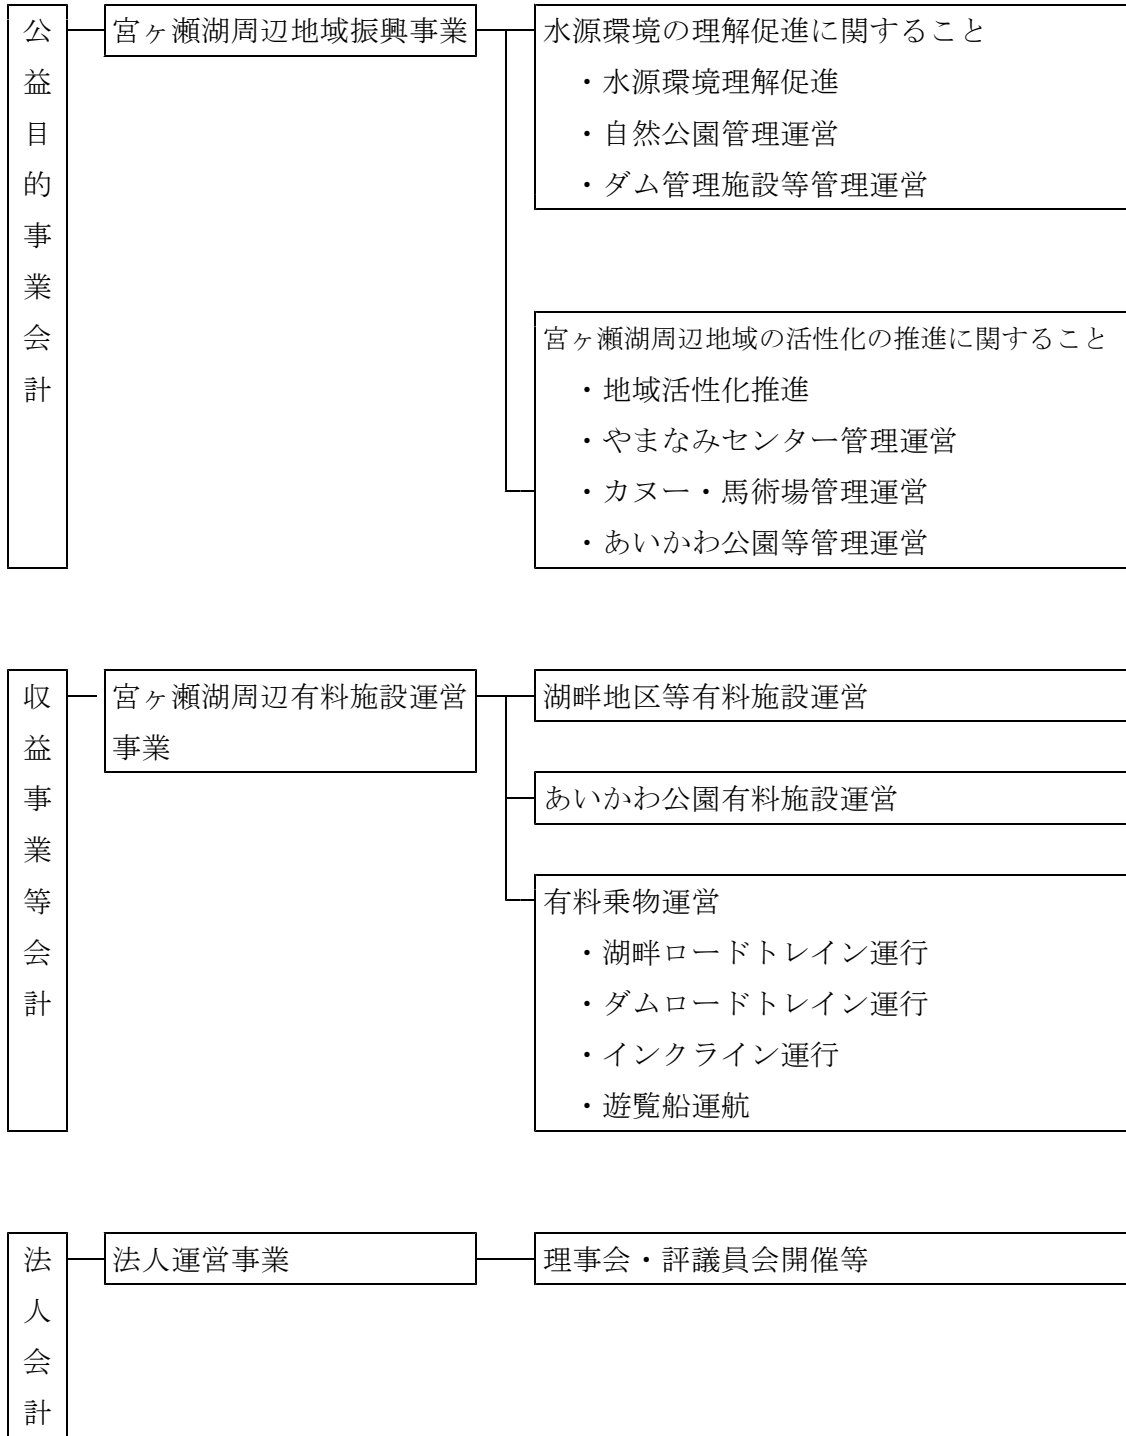 公益目的事業会計
宮ヶ瀬湖周辺地域振興事業
水源環境の理解促進に関すること
・水源環境理解促進
・自然公園管理運営
・ダム管理施設等管理運営
宮ヶ瀬湖周辺地域の活性化の推進に関すること
・地域活性化推進
・やまなみセンター管理運営
・カヌー・馬術場管理運営
・あいかわ公園等管理運営
収益事業等会計
宮ヶ瀬湖周辺有料施設運営
事業
湖畔地区等有料施設運営
あいかわ公園有料施設運営
有料乗物運営
・湖畔ロードトレイン運行
・ダムロードトレイン運行
・インクライン運行
・遊覧船運航
法人会計
法人運営事業
理事会・評議員会開催等